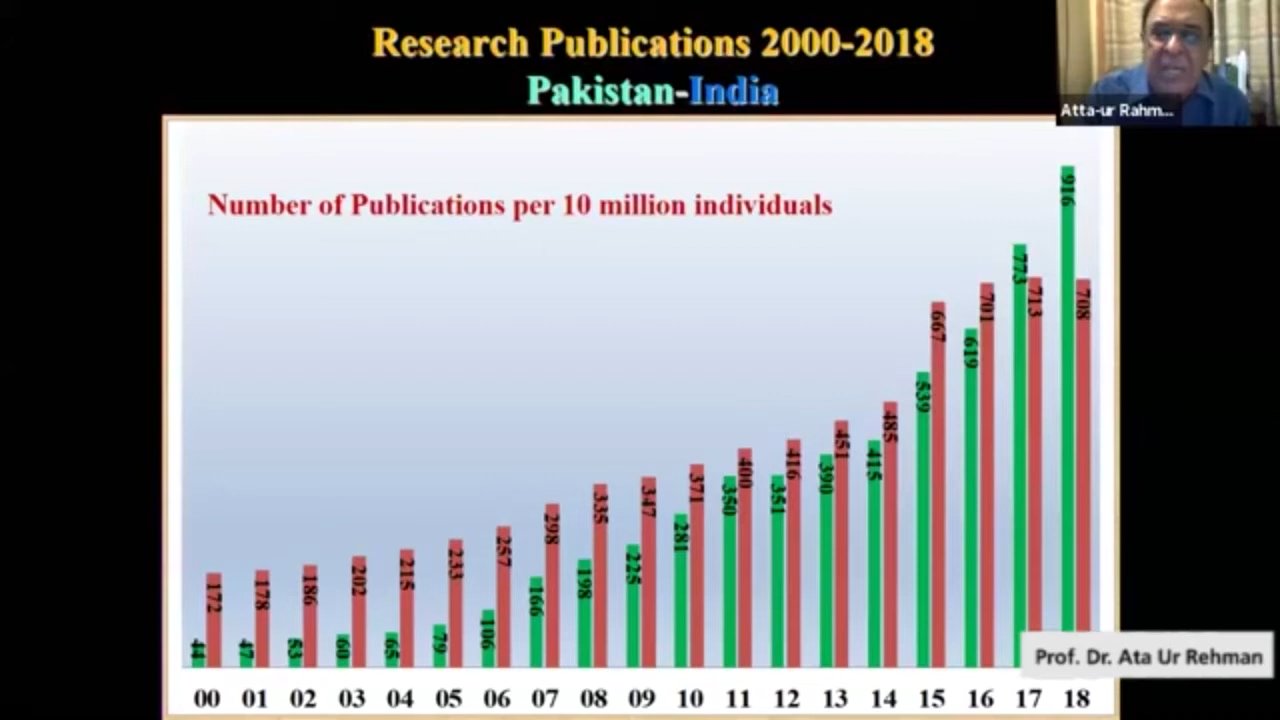 Research Publications 2000-2018
Pakistan-India
Atta-ur Rahm...
Number of Publications per 10 million individuals
44 172 47 178 53 186 60 202 65 215 79 233 106 257 166 298 198 335 225 347 281 371 350 400 351 416 390 451 415 485 539 667 619 701 773 713 916 708
Prof. Dr. Ata Ur Rehman
00 01 02 03 04 05 06 07 08 09 10 11 12 13 14 15 16 17 18